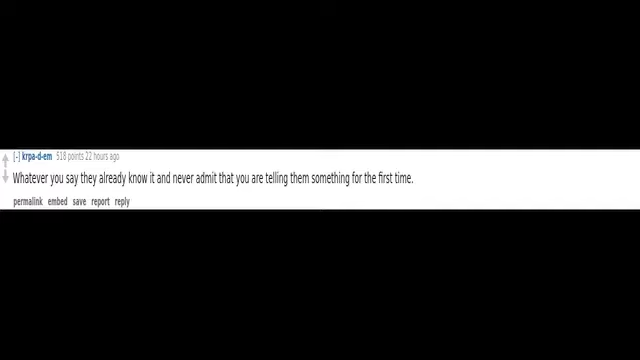 [-] krpa-d-em 518 points 22 hours ago
Whatever you say they already know it and never admit that you are telling them something for the first time.
permalink embed save report reply